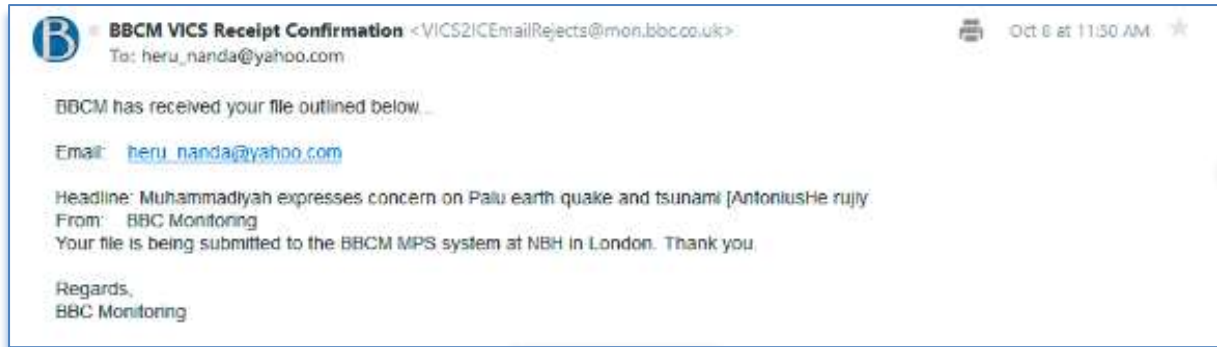 B
BBCM VICS Receipt Confirmation <VICS2ICEmailRejects@mon.bbc.co.uk>
Oct 8 at 11:50 AM
To: heru_nanda@yahoo.com
BBCM has received your file outlined below...
Email: heru_nanda@yahoo.com
Headline: Muhammadiyah expresses concern on Palu earth quake and tsunami [AntoniusHe rujiy
From: BBC Monitoring
Your file is being submitted to the BBCM MPS system at NBH in London. Thank you.
Regards,
BBC Monitoring